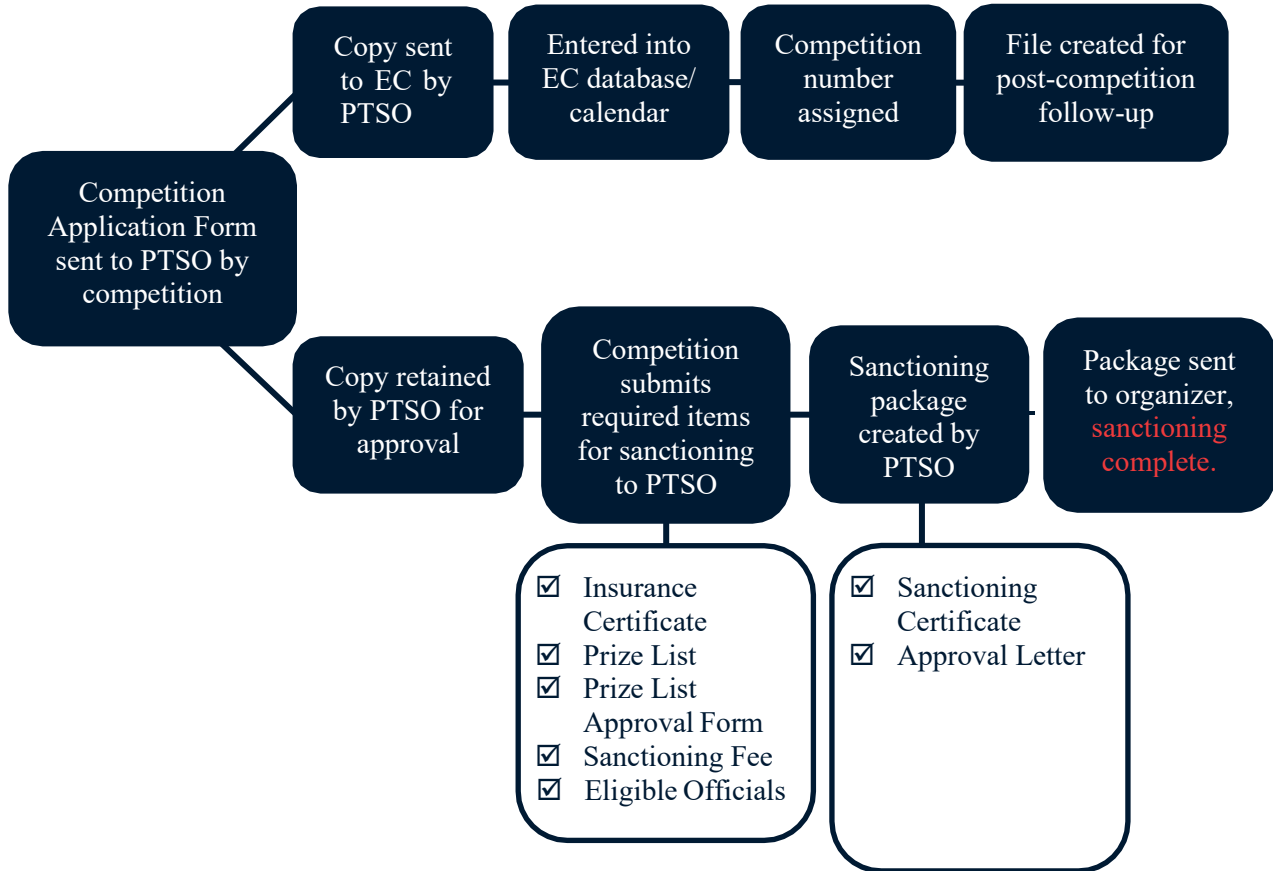 Copy sent
to EC by
PTSO
Entered into
EC database/
calendar
Competition
number
assigned
File created for
post-competition
follow-up
Competition
Application Form
sent to PTSO by
competition
Copy retained
by PTSO for
approval
Competition
submits
required items
for sanctioning
to PTSO
Sanctioning
package
created by
PTSO
Package sent
to organizer,
sanctioning
complete.
☑ Insurance
Certificate
☑ Prize List
☑ Prize List
Approval Form
☑ Sanctioning Fee
☑ Eligible Officials
☑ Sanctioning
Certificate
☑ Approval Letter